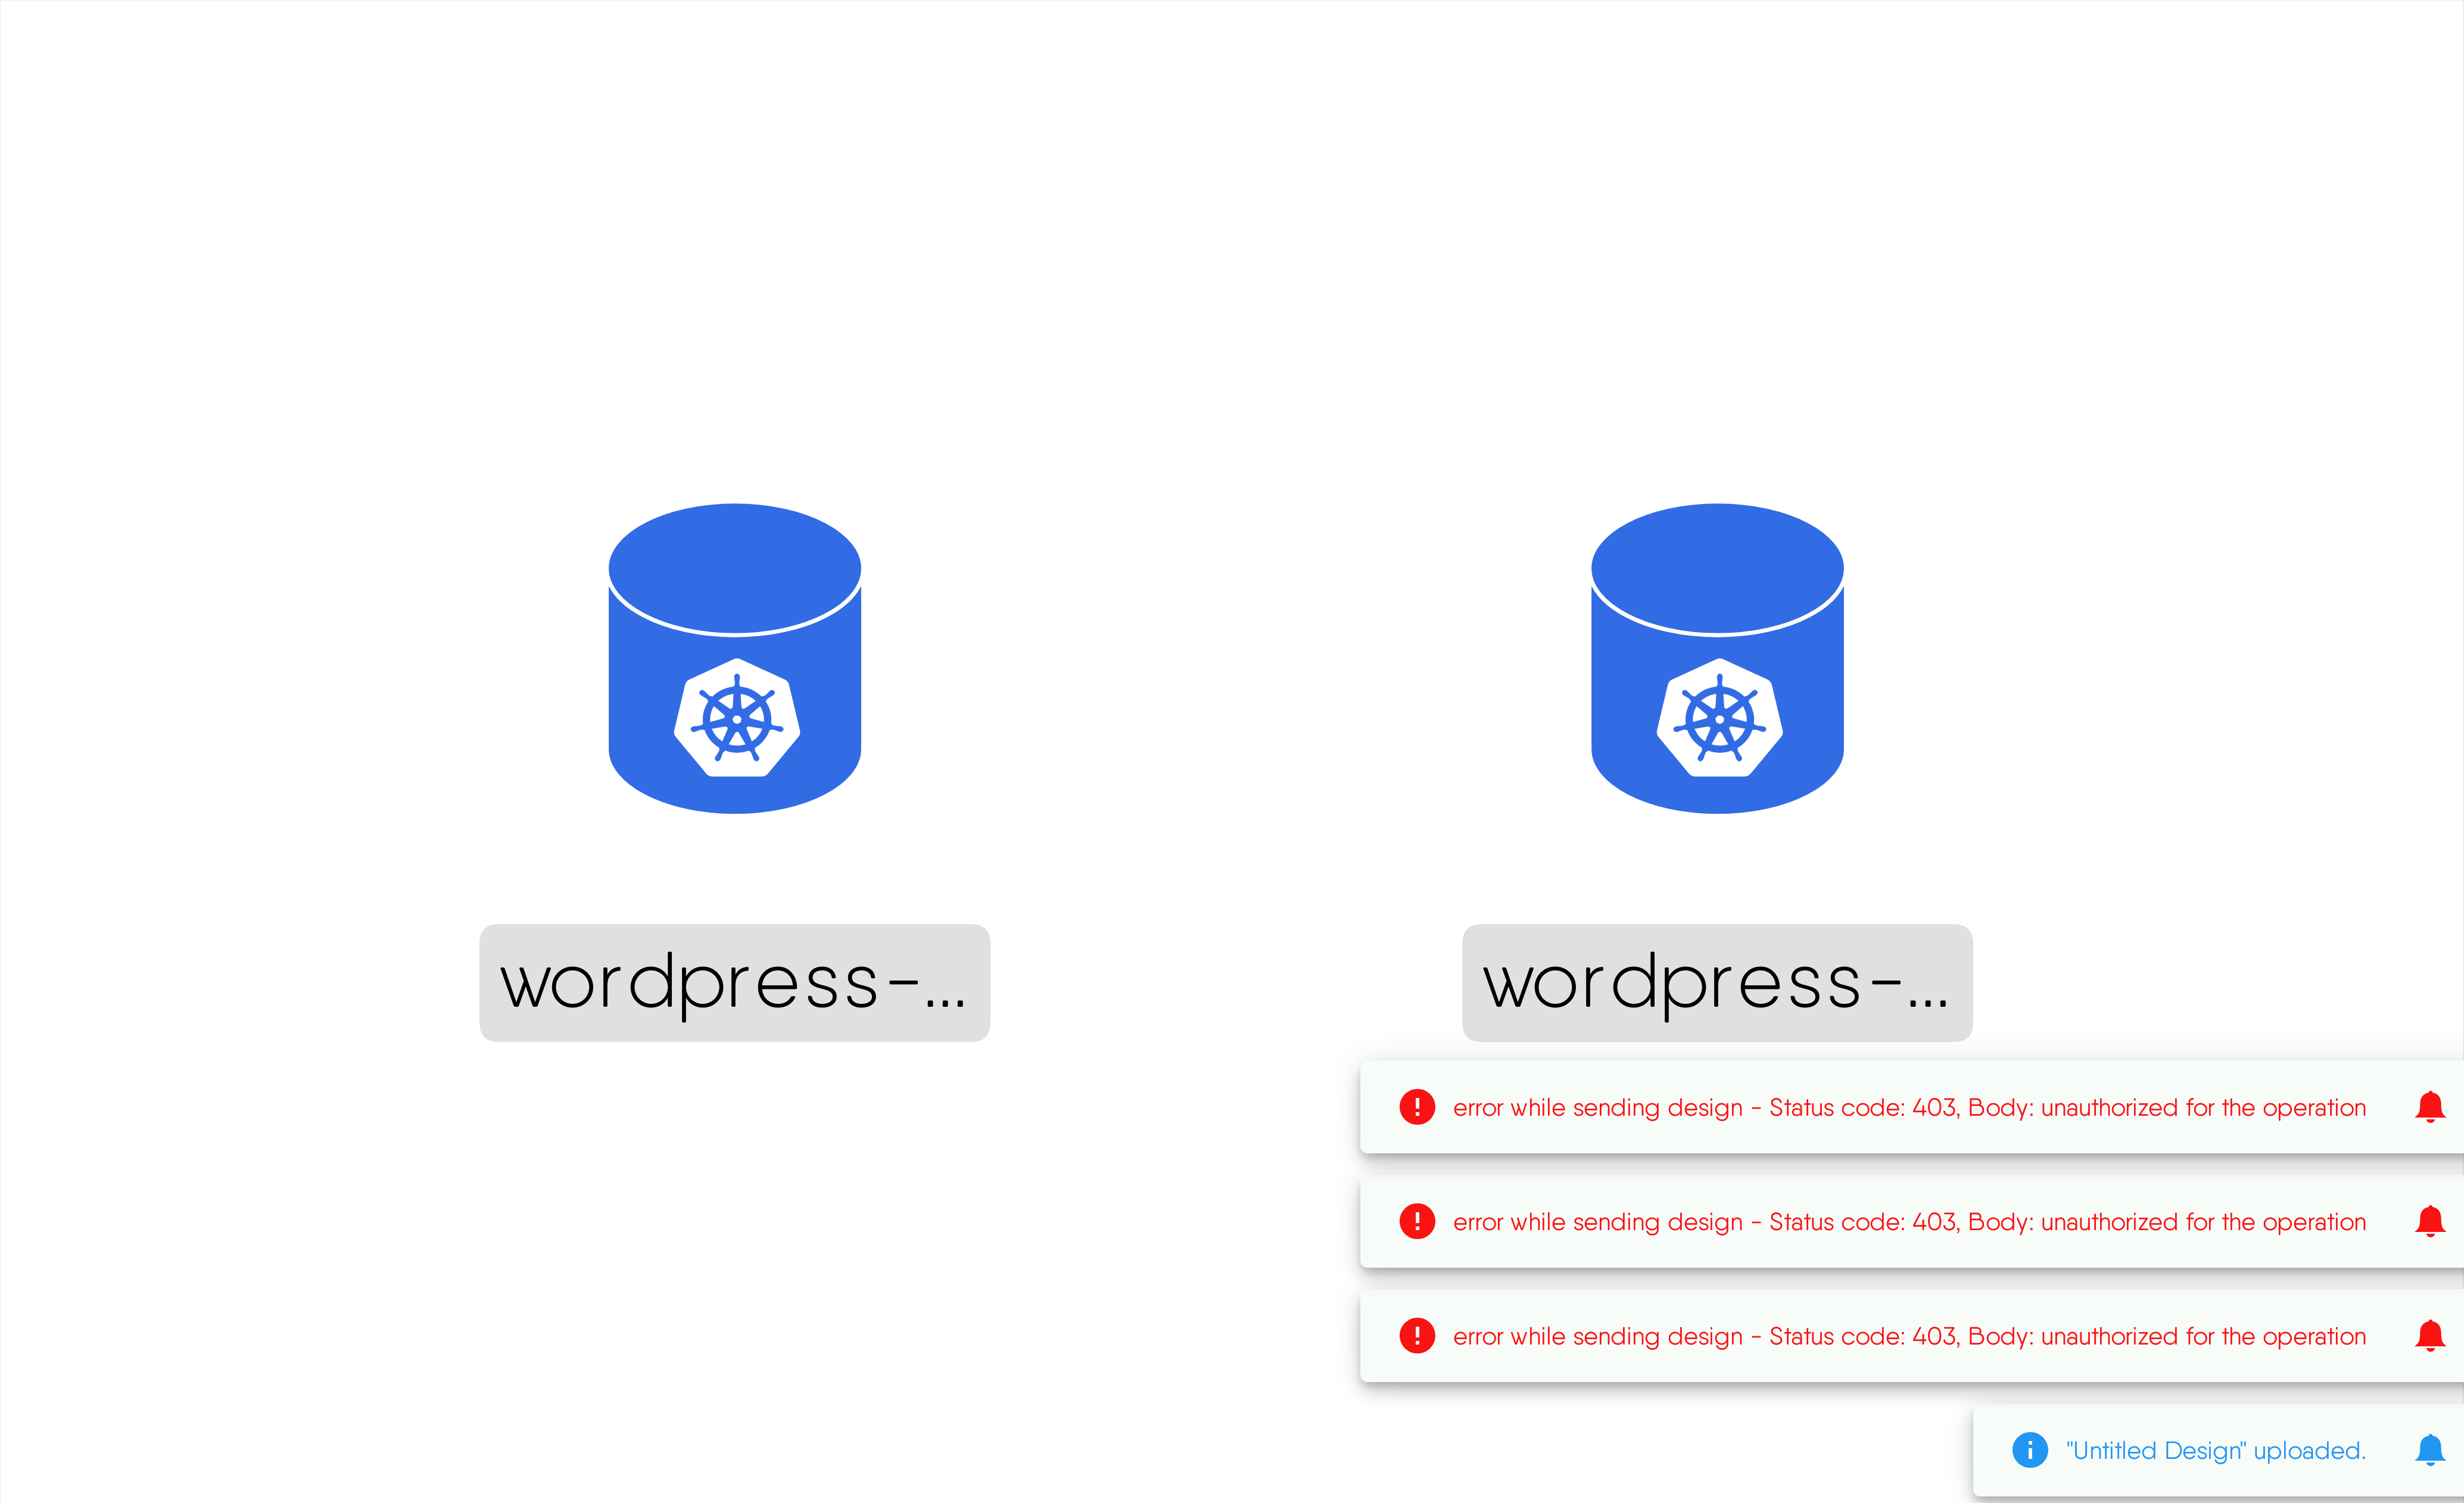 wordpress-...
wordpress-...
error while sending design - Status code: 403, Body: unauthorized for the operation
error while sending design - Status code: 403, Body: unauthorized for the operation
error while sending design - Status code: 403, Body: unauthorized for the operation
"Untitled Design" uploaded.